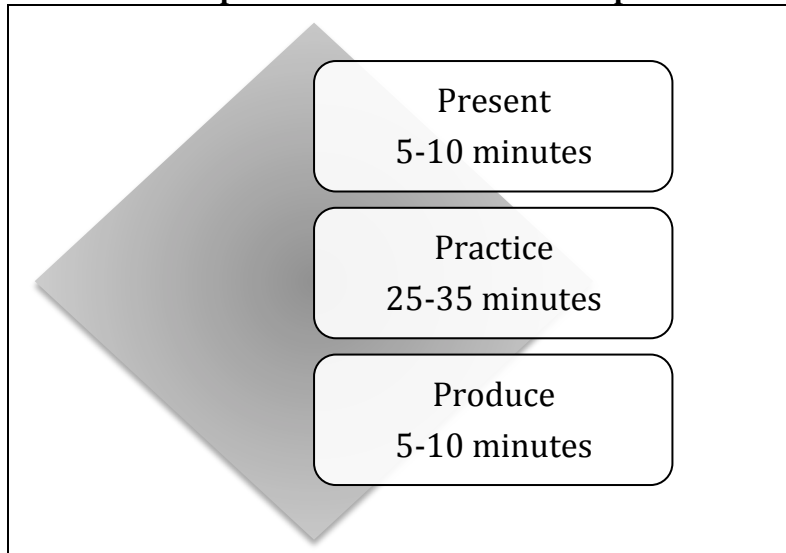 Present
5-10 minutes
Practice
25-35 minutes
Produce
5-10 minutes